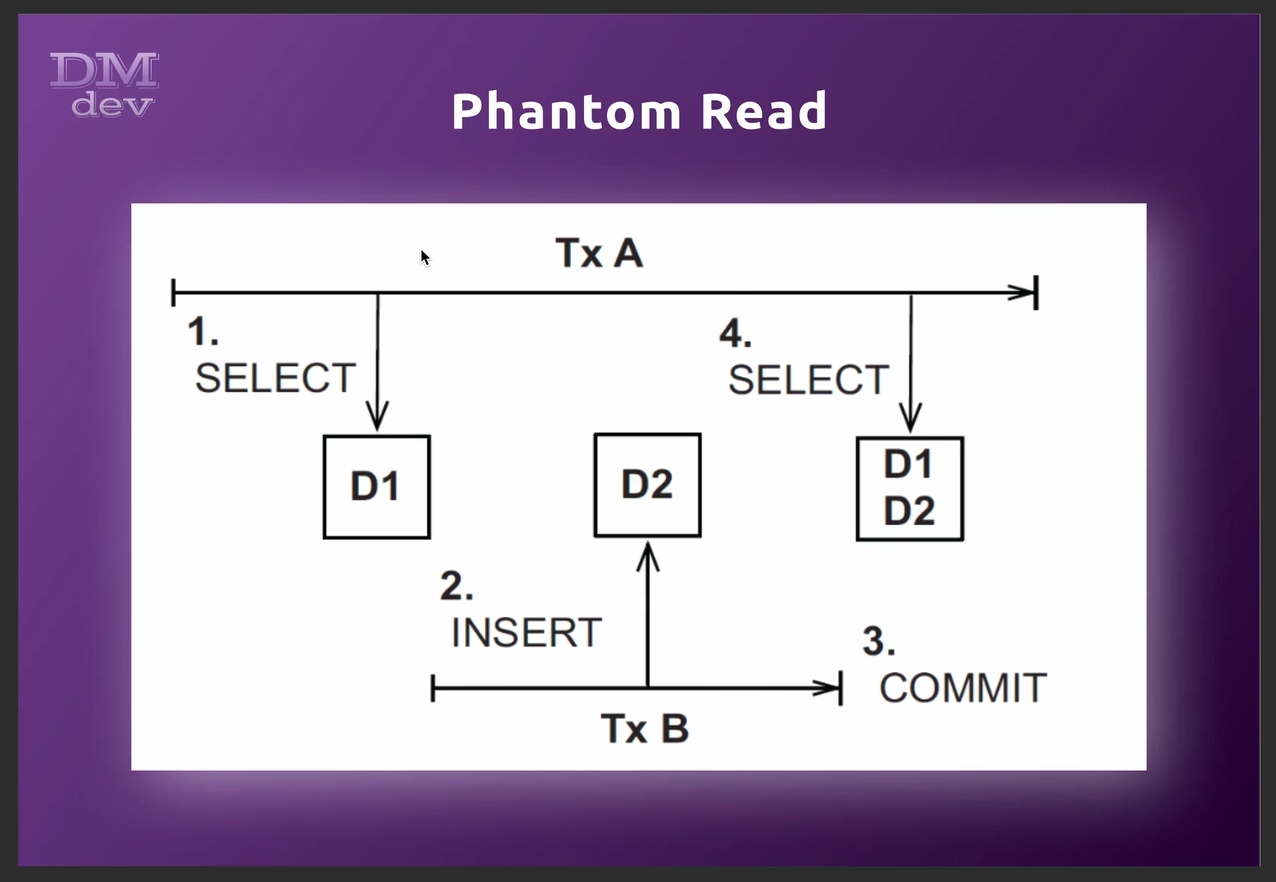 DM
dev
Phantom Read
Tx A
1.
SELECT
4.
SELECT
D1
D2
D1
D2
2.
INSERT
3.
COMMIT
Tx B